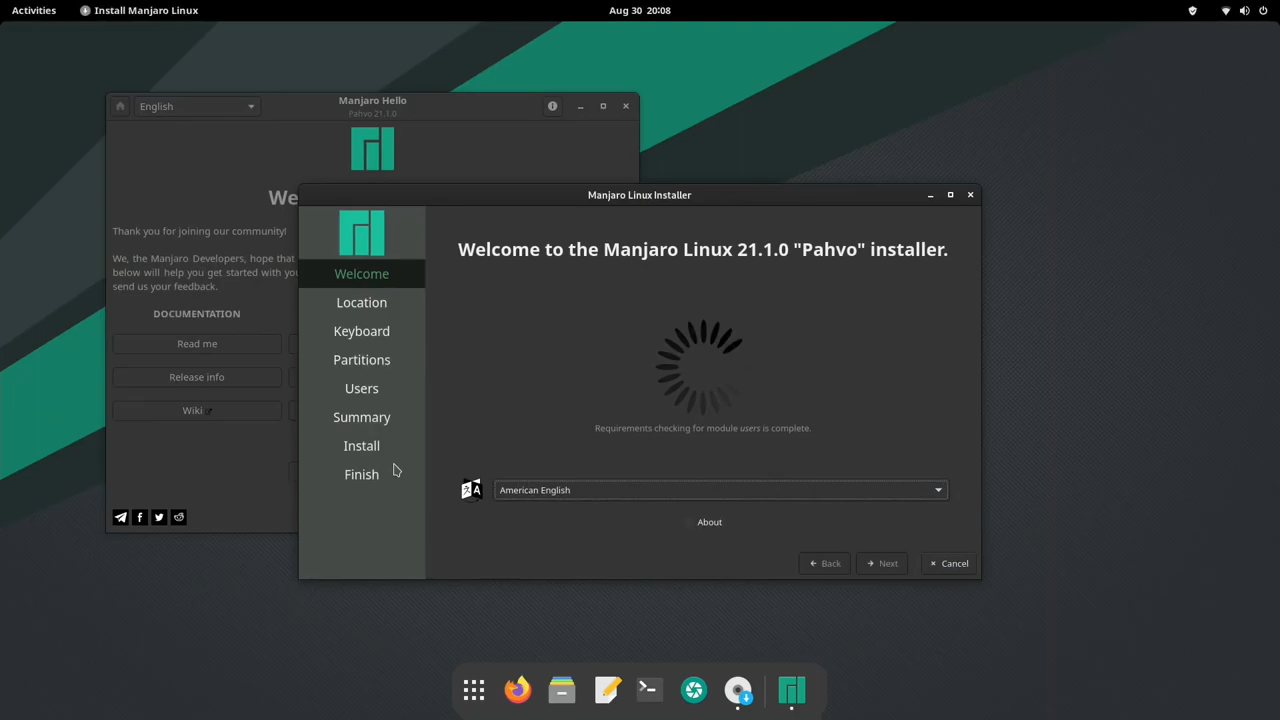 Activities
Install Manjaro Linux
Aug 30 20:08
English
Manjaro Hello
Pahvo 21.1.0
We
Thank you for joining our community!
We, the Manjaro Developers, hope that
below will help you get started with you
send us your feedback.
DOCUMENTATION
Read me
Release info
Wiki
Manjaro Linux Installer
Welcome
Location
Keyboard
Partitions
Users
Summary
Install
Finish
Welcome to the Manjaro Linux 21.1.0 "Pahvo" installer.
Requirements checking for module users is complete.
American English
About
Back
Next
Cancel